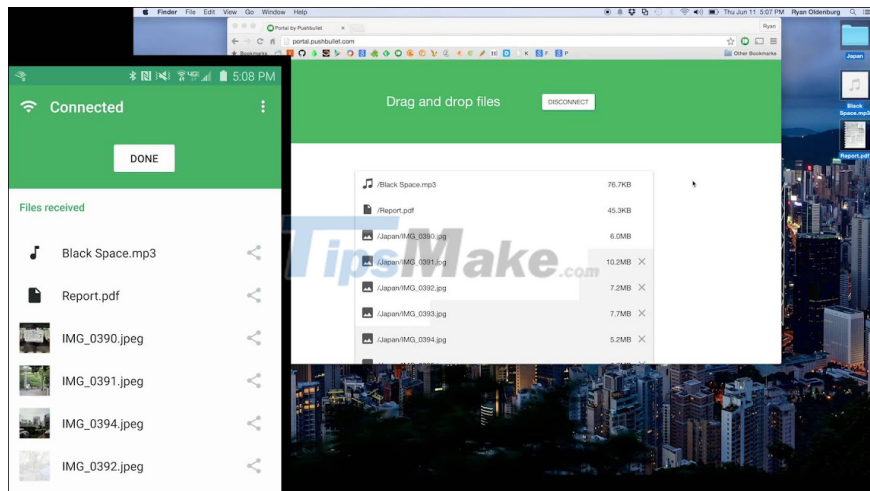 Finder File Edit View Go Window Help
Thu Jun 11 5:07 PM Ryan Oldenburg
Portal by Pushbullet
Ryan
portal.pushbullet.com
Bookmarks
Other Bookmarks
Drag and drop files
DISCONNECT
/Black Space.mp3 76.7KB
/Report.pdf 45.3KB
/Japan/IMG_0390.jpg 6.0MB
/Japan/IMG_0391.jpg 10.2MB
/Japan/IMG_0392.jpg 7.2MB
/Japan/IMG_0393.jpg 7.7MB
/Japan/IMG_0394.jpg 5.2MB
Japan
Black
Space.mp3
Report.pdf
5:08 PM
Connected
DONE
Files received
Black Space.mp3
Report.pdf
IMG_0390.jpeg
IMG_0391.jpeg
IMG_0394.jpeg
IMG_0392.jpeg
TipsMake.com